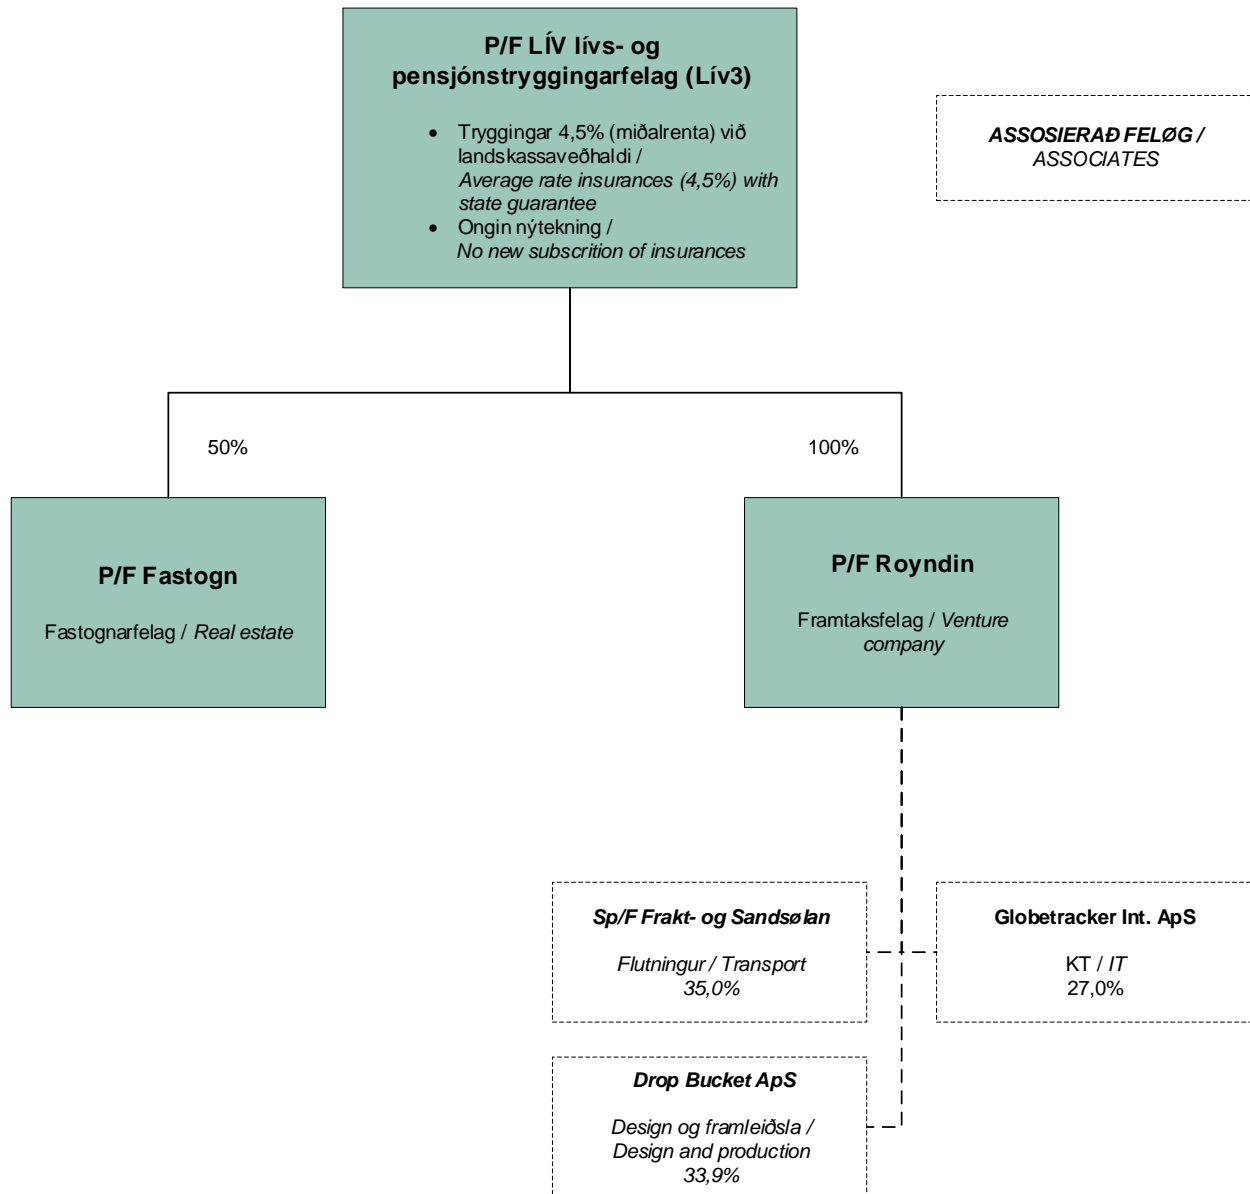 P/F LÍV lívs- og
pensjónstryggingarfelag (Lív3)
• Tryggingar 4,5% (miðalrenta) við
landskassaveðhaldi /
Average rate insurances (4,5%) with
state guarantee
• Ongin nýtekning /
No new subscrition of insurances
ASSOSIERAÐ FELØG /
ASSOCIATES
50%
100%
P/F Fastogn
Fastognarfelag / Real estate
P/F Royndin
Framtaksfelag / Venture
company
Sp/F Frakt- og Sandsølan
Flutningur / Transport
35,0%
Globetracker Int. ApS
KT / IT
27,0%
Drop Bucket ApS
Design og framleiðsla /
Design and production
33,9%